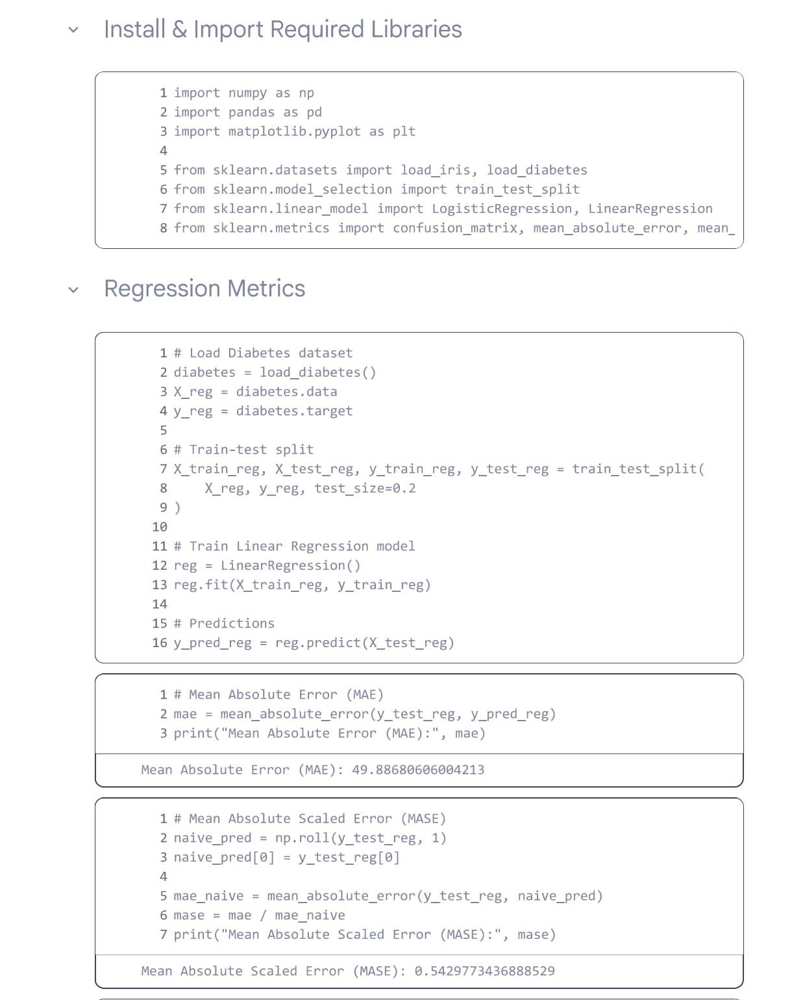 Install & Import Required Libraries
1 import numpy as np
2 import pandas as pd
3 import matplotlib.pyplot as plt
4
5 from sklearn.datasets import load_iris, load_diabetes
6 from sklearn.model_selection import train_test_split
7 from sklearn.linear_model import LogisticRegression, LinearRegression
8 from sklearn.metrics import confusion_matrix, mean_absolute_error, mean_
Regression Metrics
1 # Load Diabetes dataset
2 diabetes = load_diabetes()
3 X_reg = diabetes.data
4 y_reg = diabetes.target
5
6 # Train-test split
7 X_train_reg, X_test_reg, y_train_reg, y_test_reg = train_test_split(
8     X_reg, y_reg, test_size=0.2
9 )
10
11 # Train Linear Regression model
12 reg = LinearRegression()
13 reg.fit(X_train_reg, y_train_reg)
14
15 # Predictions
16 y_pred_reg = reg.predict(X_test_reg)
1 # Mean Absolute Error (MAE)
2 mae = mean_absolute_error(y_test_reg, y_pred_reg)
3 print("Mean Absolute Error (MAE):", mae)
Mean Absolute Error (MAE): 49.88680606004213
1 # Mean Absolute Scaled Error (MASE)
2 naive_pred = np.roll(y_test_reg, 1)
3 naive_pred[0] = y_test_reg[0]
4
5 mae_naive = mean_absolute_error(y_test_reg, naive_pred)
6 mase = mae / mae_naive
7 print("Mean Absolute Scaled Error (MASE):", mase)
Mean Absolute Scaled Error (MASE): 0.5429773436888529